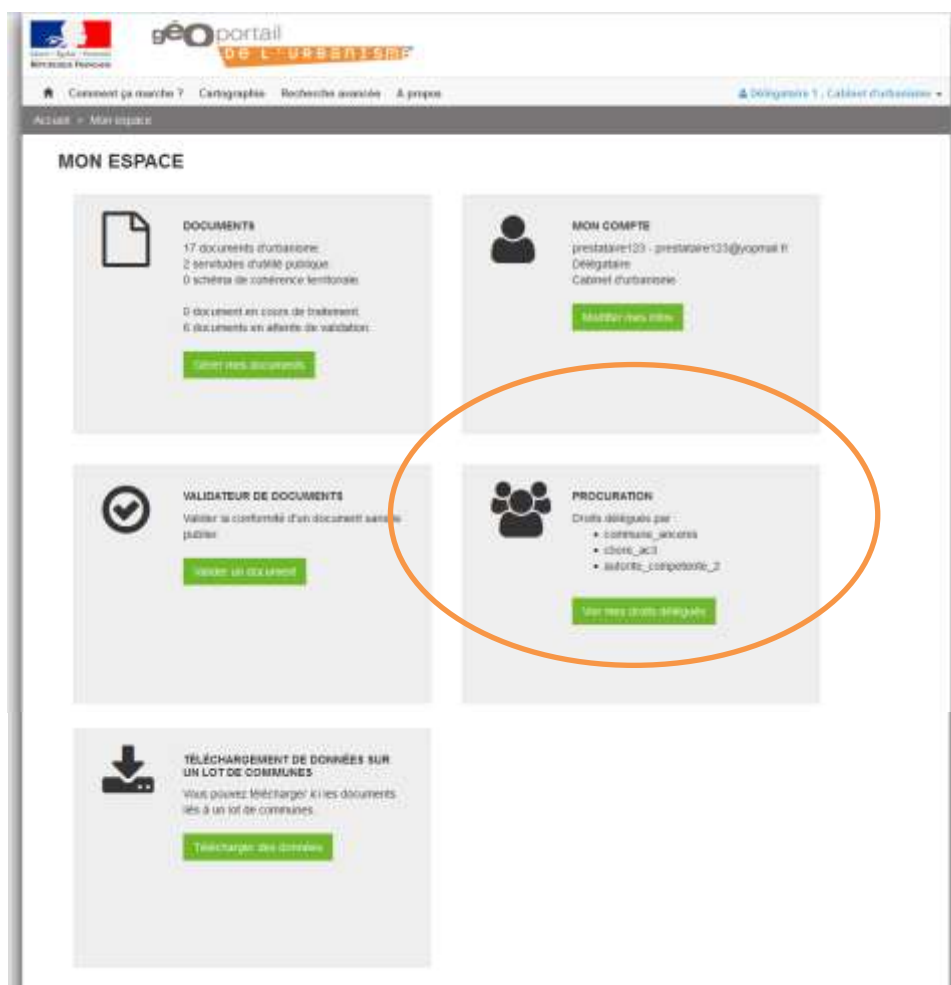 géoportail
DE L'URBANISME
Liberté • Égalité • Fraternité
RÉPUBLIQUE FRANÇAISE
Comment ça marche ? Cartographie Recherche avancée A propos Délégataire 1 , Cabinet d'urbanisme
Accueil > Mon espace
MON ESPACE
DOCUMENTS
17 documents d'urbanisme
2 servitudes d'utilité publique
0 schéma de cohérence territoriale
0 document en cours de traitement
6 documents en attente de validation
Gérer mes documents
MON COMPTE
prestataire123 - prestataire123@yopmail.fr
Délégataire
Cabinet d'urbanisme
Modifier mes infos
VALIDATEUR DE DOCUMENTS
Valider la conformité d'un document sans le
publier
Valider un document
PROCURATION
Droits délégués par :
• commune_ancenis
• autorite_competente_2
Voir mes droits délégués
TÉLÉCHARGEMENT DE DONNÉES SUR
UN LOT DE COMMUNES
Vous pouvez télécharger ici les documents
liés à un lot de communes.
Télécharger des données